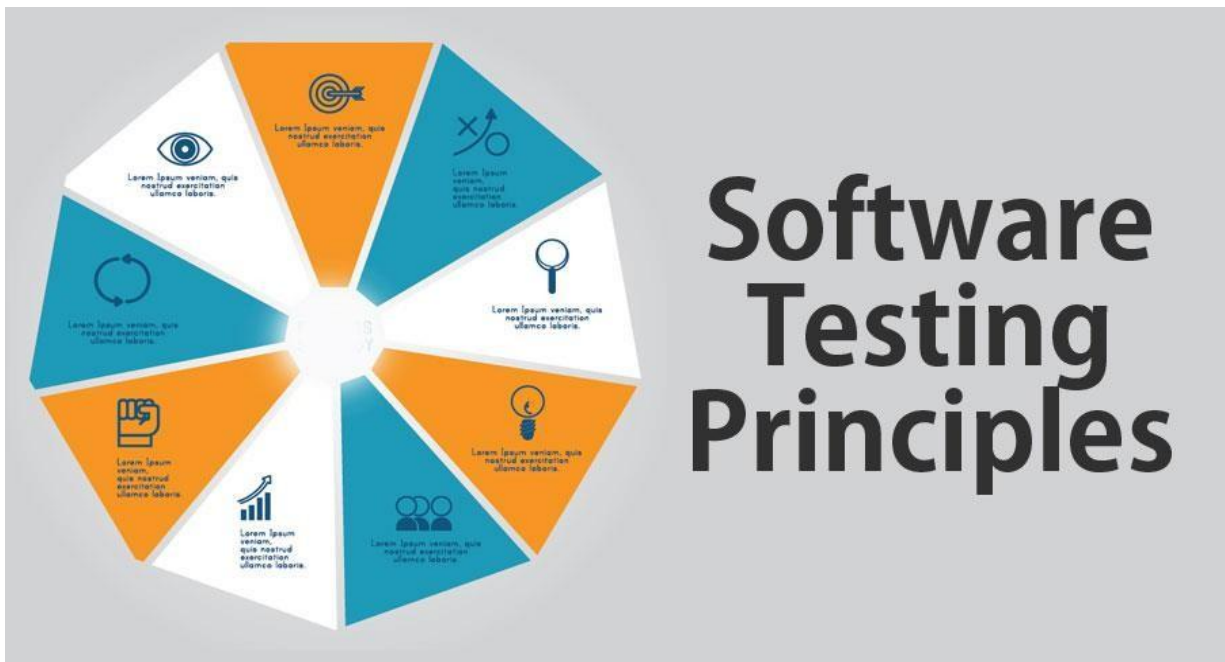 Lorem Ipsum veniam, quis
nostrud exercitation
ullamco laboris.
Lorem Ipsum
veniam,
quis nostrud
exercitation
ullamco laboris.
Lorem Ipsum veniam, quis
nostrud exercitation
ullamco laboris.
Lorem Ipsum veniam, quis
nostrud exercitation
ullamco laboris.
Lorem Ipsum veniam, quis
nostrud exercitation
ullamco laboris.
Lorem Ipsum
veniam,
quis nostrud
exercitation
ullamco laboris.
Lorem Ipsum
veniam,
quis nostrud
exercitation
ullamco laboris.
Lorem Ipsum veniam, quis
nostrud exercitation
ullamco laboris.
Lorem Ipsum veniam, quis
nostrud exercitation
ullamco laboris.
Software
Testing
Principles